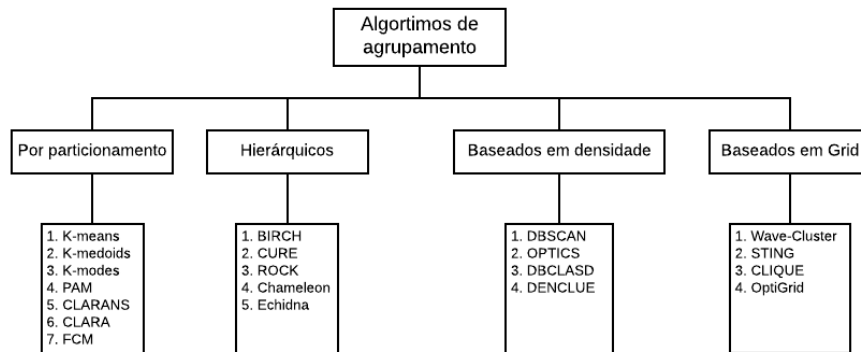 Algortimos de
agrupamento
Por particionamento
Hierárquicos
Baseados em densidade
Baseados em Grid
1. K-means
2. K-medoids
3. K-modes
4. PAM
5. CLARANS
6. CLARA
7. FCM
1. BIRCH
2. CURE
3. ROCK
4. Chameleon
5. Echidna
1. DBSCAN
2. OPTICS
3. DBCLASD
4. DENCLUE
1. Wave-Cluster
2. STING
3. CLIQUE
4. OptiGrid